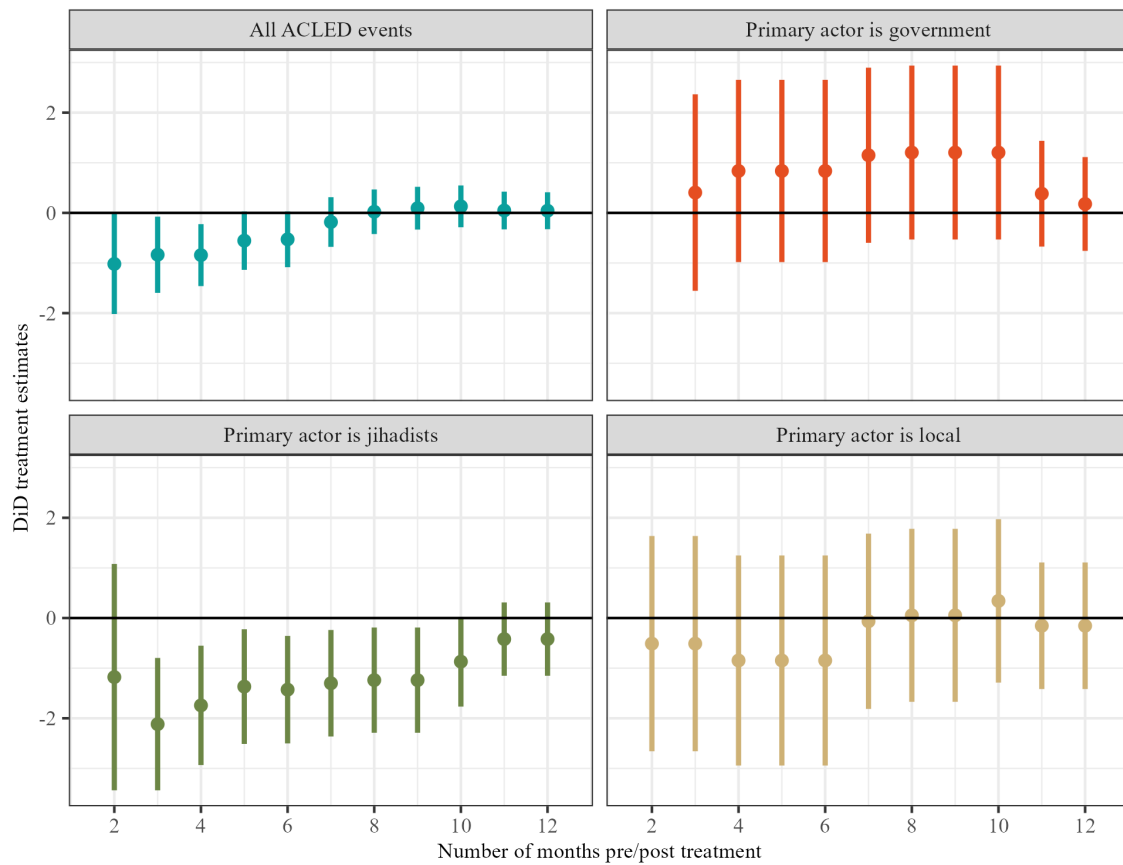 All ACLED events
Primary actor is government
2
0
-2
Primary actor is jihadists
Primary actor is local
2
0
-2
DiD treatment estimates
2 4 6 8 10 12
2 4 6 8 10 12
Number of months pre/post treatment